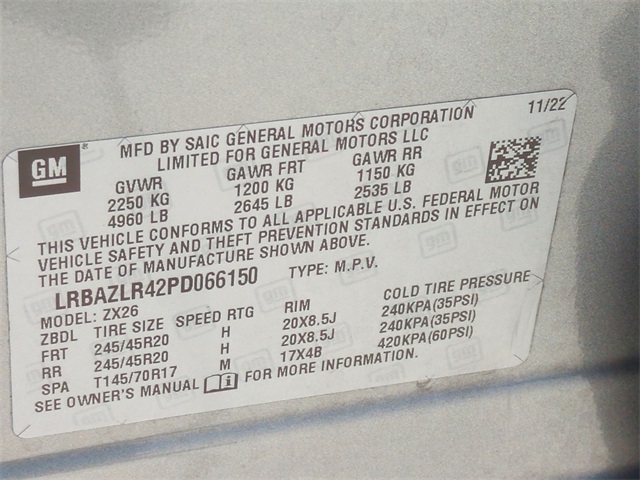 11/22
GM ®
MFD BY SAIC GENERAL MOTORS CORPORATION
LIMITED FOR GENERAL MOTORS LLC
GVWR GAWR FRT GAWR RR
2250 KG 1200 KG 1150 KG
4960 LB 2645 LB 2535 LB
THIS VEHICLE CONFORMS TO ALL APPLICABLE U.S. FEDERAL MOTOR
VEHICLE SAFETY AND THEFT PREVENTION STANDARDS IN EFFECT ON
THE DATE OF MANUFACTURE SHOWN ABOVE.
LRBAZLR42PD066150 TYPE: M.P.V.
MODEL: ZX26
ZBDL TIRE SIZE SPEED RTG RIM COLD TIRE PRESSURE
FRT 245/45R20 H 20X8.5J 240KPA(35PSI)
RR 245/45R20 H 20X8.5J 240KPA(35PSI)
SPA T145/70R17 M 17X4B 420KPA(60PSI)
SEE OWNER'S MANUAL FOR MORE INFORMATION.